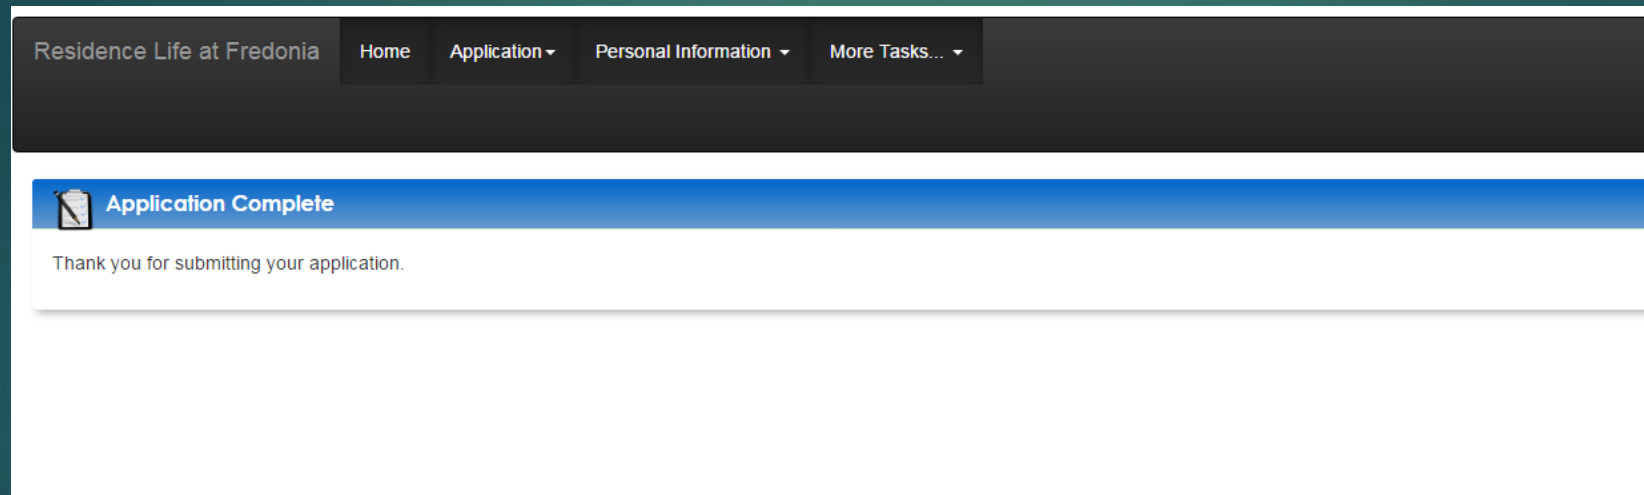 Residence Life at Fredonia Home Application Personal Information More Tasks...
Application Complete
Thank you for submitting your application.